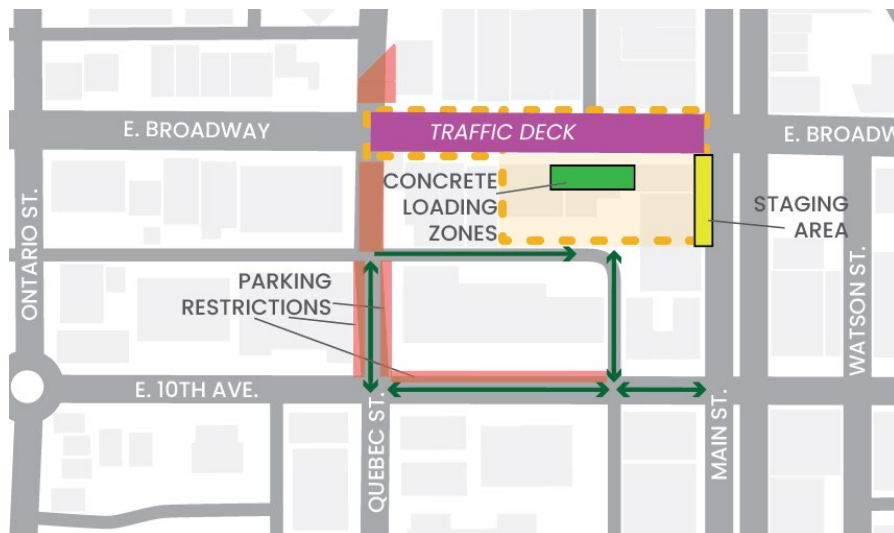 E. BROADWAY
TRAFFIC DECK
E. BROADW
CONCRETE
LOADING
ZONES
STAGING
AREA
ONTARIO ST.
PARKING
RESTRICTIONS
WATSON ST.
E. 10TH AVE.
QUEBEC ST.
MAIN ST.